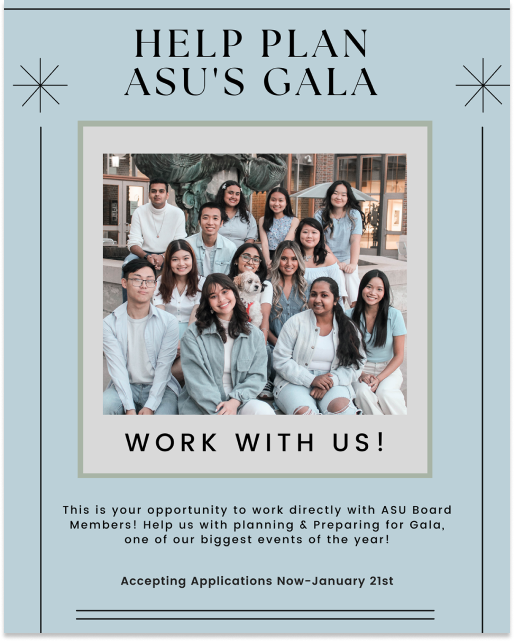 HELP PLAN
ASU'S GALA
WORK WITH US!
This is your opportunity to work directly with ASU Board
Members! Help us with planning & Preparing for Gala,
one of our biggest events of the year!
Accepting Applications Now-January 21st